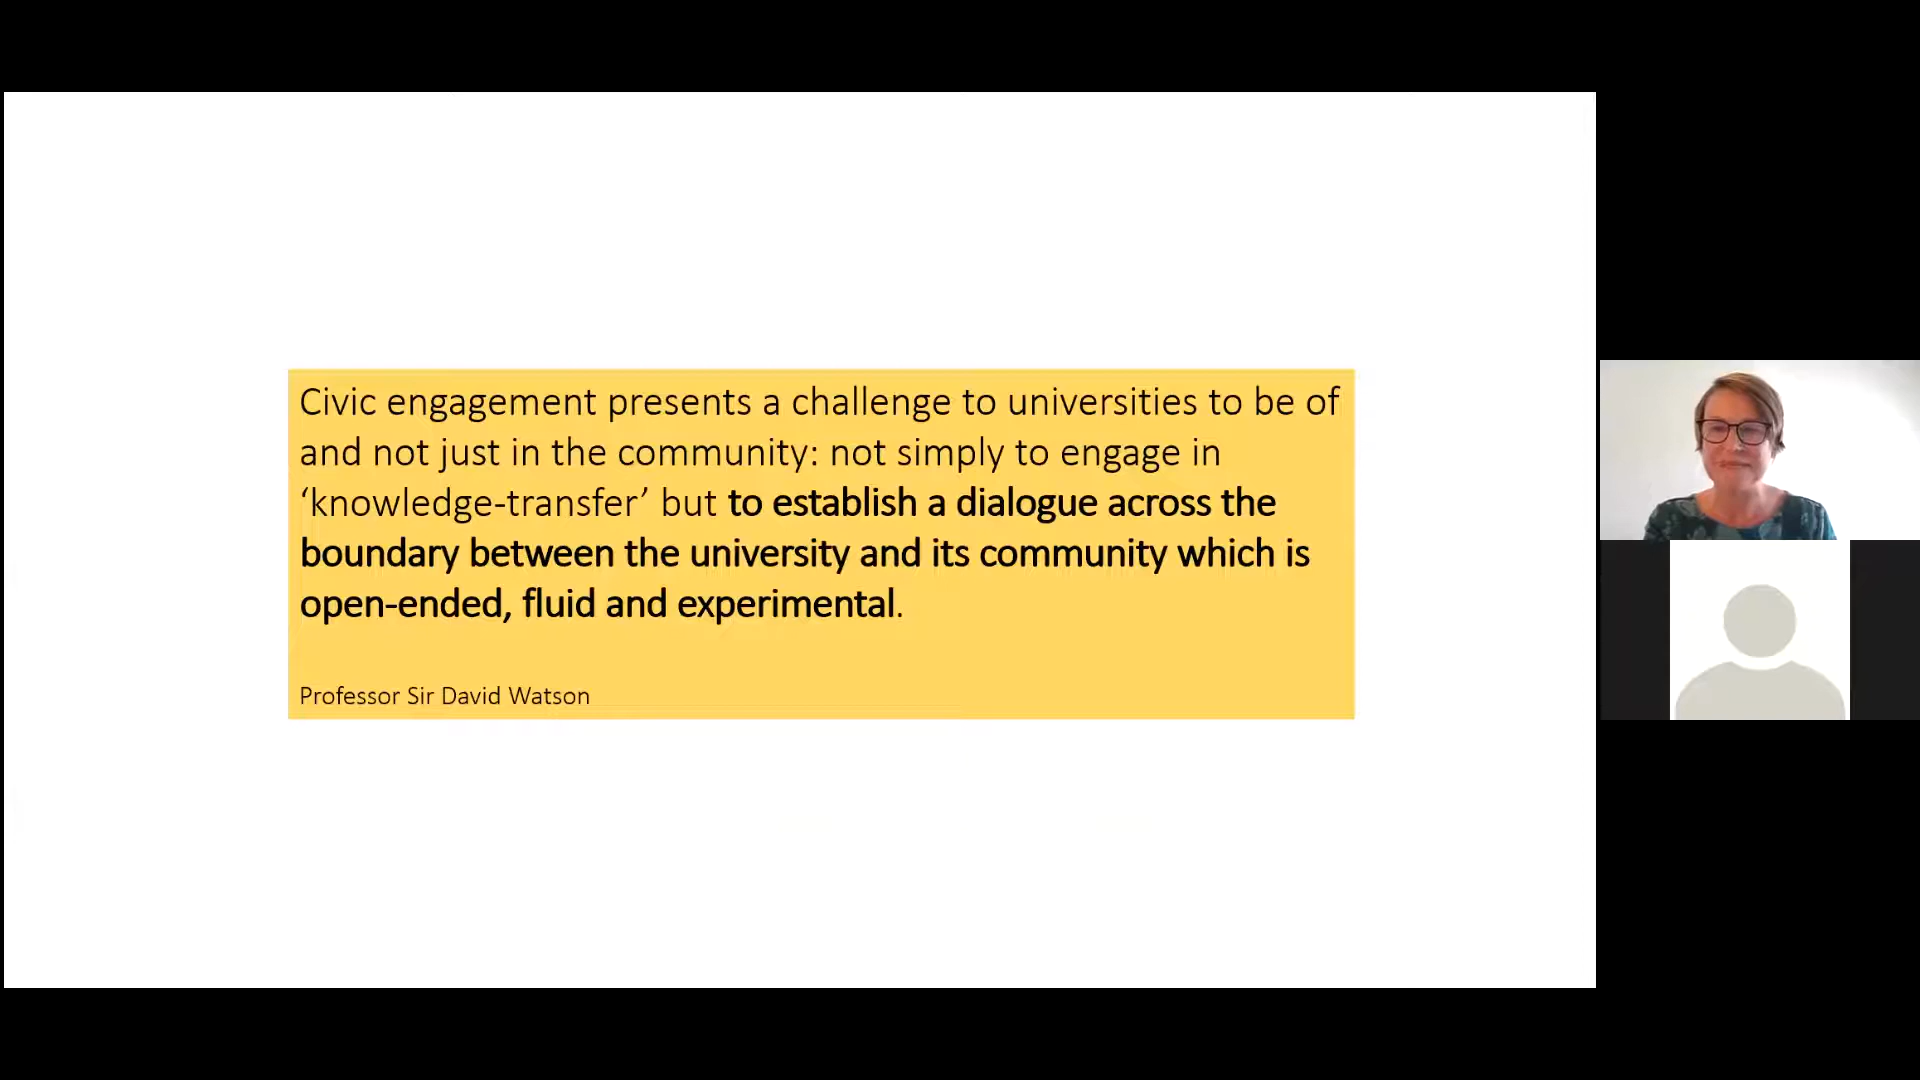 Civic engagement presents a challenge to universities to be of
and not just in the community: not simply to engage in
‘knowledge-transfer’ but to establish a dialogue across the
boundary between the university and its community which is
open-ended, fluid and experimental.
Professor Sir David Watson